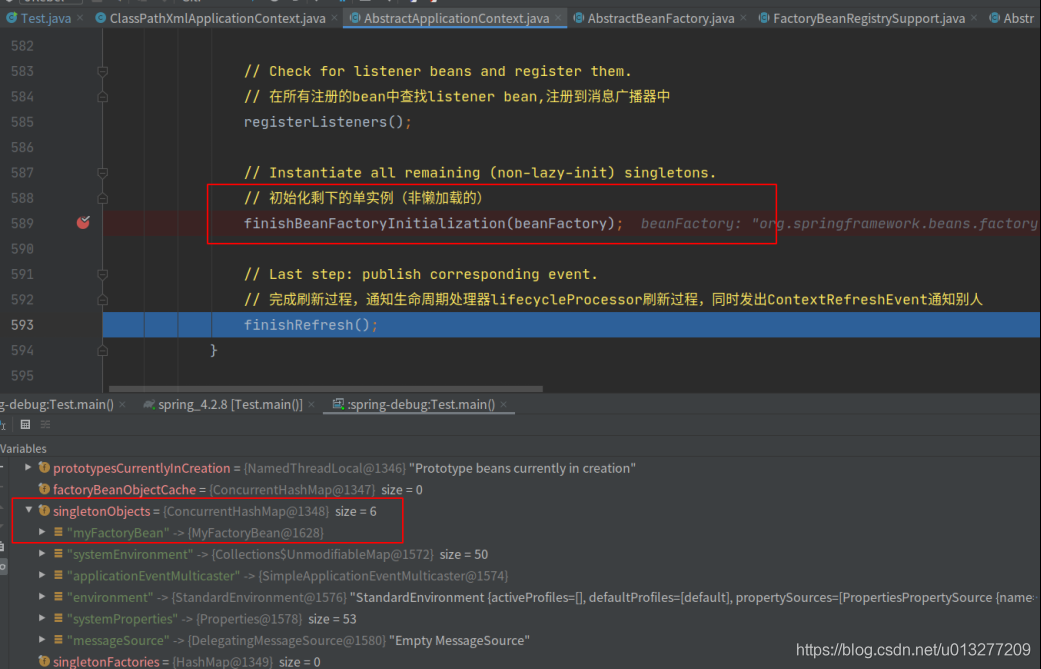 Test.java × ClassPathXmlApplicationContext.java × AbstractApplicationContext.java × AbstractBeanFactory.java × FactoryBeanRegistrySupport.java × Abstr
582
583 // Check for listener beans and register them.
584 // 在所有注册的bean中查找listener bean,注册到消息广播器中
585 registerListeners();
586
587 // Instantiate all remaining (non-lazy-init) singletons.
588 // 初始化剩下的单实例（非懒加载的）
589 finishBeanFactoryInitialization(beanFactory); beanFactory: "org.springframework.beans.factory
590
591 // Last step: publish corresponding event.
592 // 完成刷新过程，通知生命周期处理器lifecycleProcessor刷新过程，同时发出ContextRefreshEvent通知别人
593 finishRefresh();
594 }
595
g-debug:Test.main() × spring_4.2.8 [Test.main()] × :spring-debug:Test.main() ×
Variables
prototypesCurrentlyInCreation = {NamedThreadLocal@1346} "Prototype beans currently in creation"
factoryBeanObjectCache = {ConcurrentHashMap@1347} size = 0
singletonObjects = {ConcurrentHashMap@1348} size = 6
"myFactoryBean" -> {MyFactoryBean@1628}
"systemEnvironment" -> {Collections$UnmodifiableMap@1572} size = 50
"applicationEventMulticaster" -> {SimpleApplicationEventMulticaster@1574}
"environment" -> {StandardEnvironment@1576} "StandardEnvironment {activeProfiles=[], defaultProfiles=[default], propertySources=[PropertiesPropertySource {name
"systemProperties" -> {Properties@1578} size = 53
"messageSource" -> {DelegatingMessageSource@1580} "Empty MessageSource"
singletonFactories = {HashMap@1349} size = 0
https://blog.csdn.net/u013277209